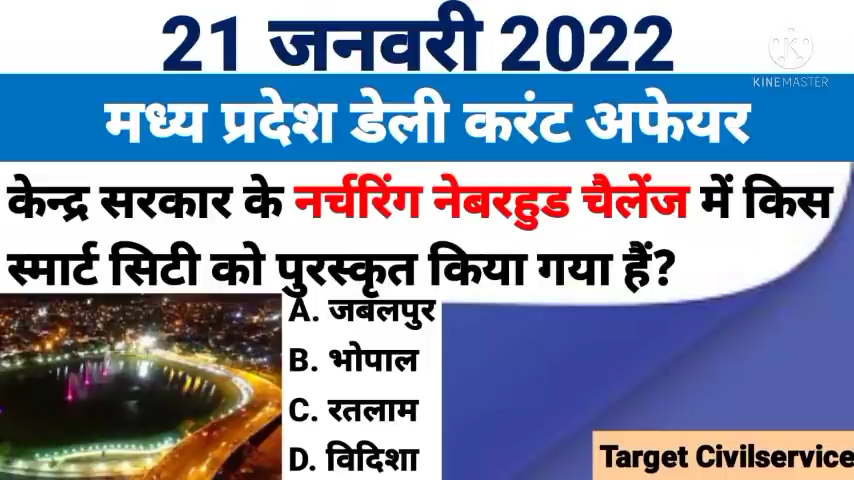 21 जनवरी 2022
KINEMASTER
मध्य प्रदेश डेली करंट अफेयर
केन्द्र सरकार के नर्चरिंग नेबरहुड चैलेंज में किस
स्मार्ट सिटी को पुरस्कृत किया गया हैं?
A. जबलपुर
B. भोपाल
C. रतलाम
D. विदिशा
Target Civilservice